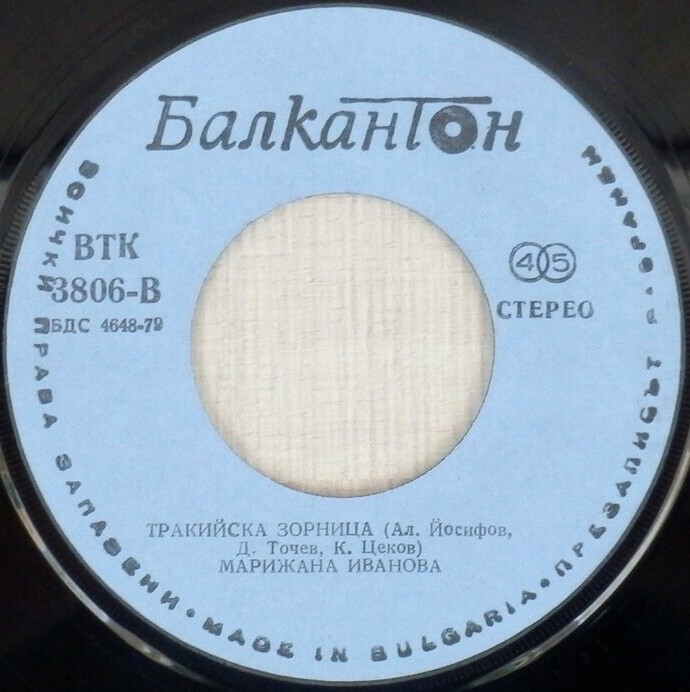 Балкантон
ВТК
3806-В
БДС 4648-79
45
СТЕРЕО
ТРАКИЙСКА ЗОРНИЦА (Ал. Йосифов,
Д. Точев, К. Цеков)
МАРИЖАНА ИВАНОВА
ВСИЧКИ ПРАВА ЗАПАЗЕНИ • MADE IN BULGARIA • ПРЕЗАПИСЪТ ЗАБРАНЕН